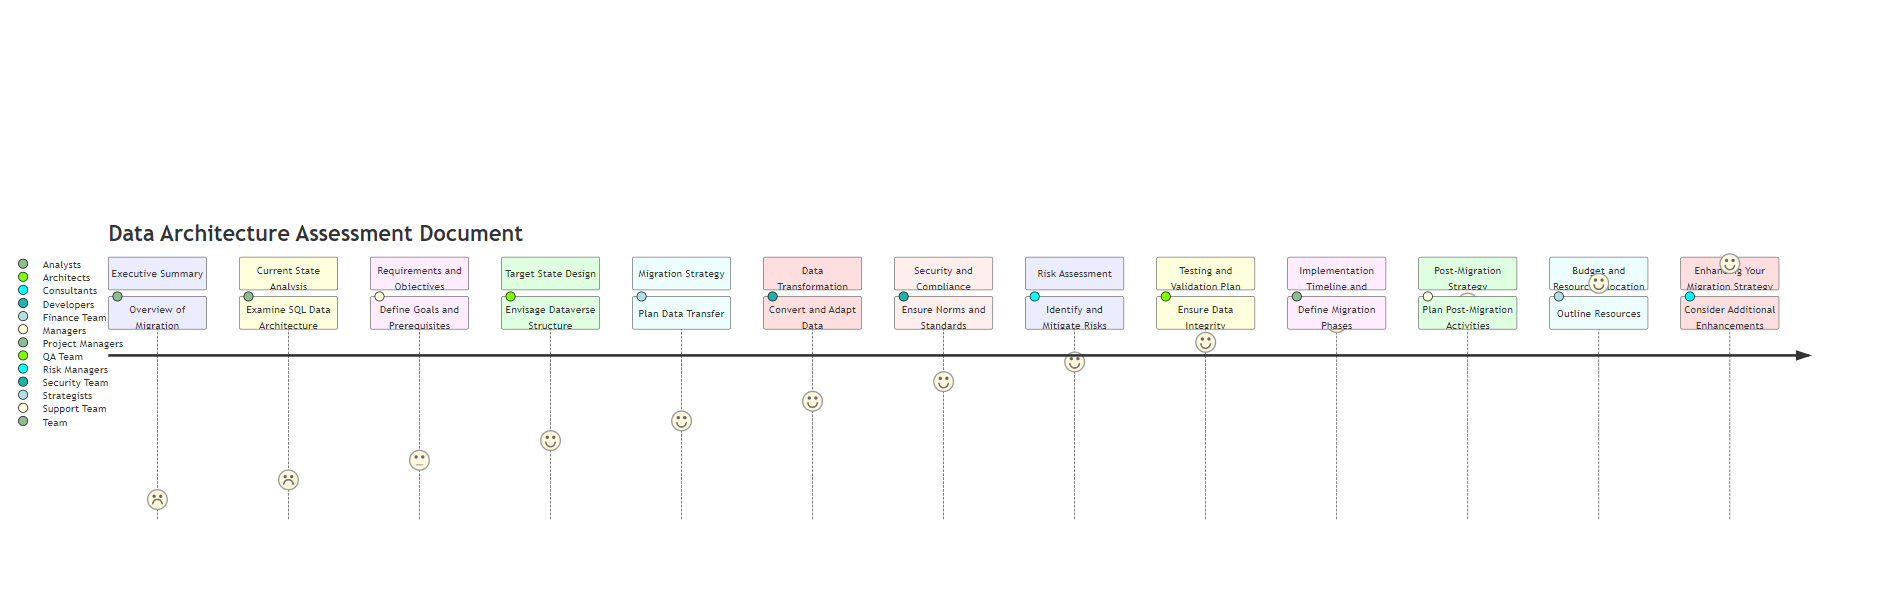 Data Architecture Assessment Document
Analysts
Architects
Consultants
Developers
Finance Team
Managers
Project Managers
QA Team
Risk Managers
Security Team
Strategists
Support Team
Team
Executive Summary
Overview of
Migration
Current State
Analysis
Examine SQL Data
Architecture
Requirements and
Objectives
Define Goals and
Prerequisites
Target State Design
Envisage Dataverse
Structure
Migration Strategy
Plan Data Transfer
Data
Transformation
Convert and Adapt
Data
Security and
Compliance
Ensure Norms and
Standards
Risk Assessment
Identify and
Mitigate Risks
Testing and
Validation Plan
Ensure Data
Integrity
Implementation
Timeline and
Define Migration
Phases
Post-Migration
Strategy
Plan Post-Migration
Activities
Budget and
Outline Resources
Your
Migration Strategy
Consider Additional
Enhancements